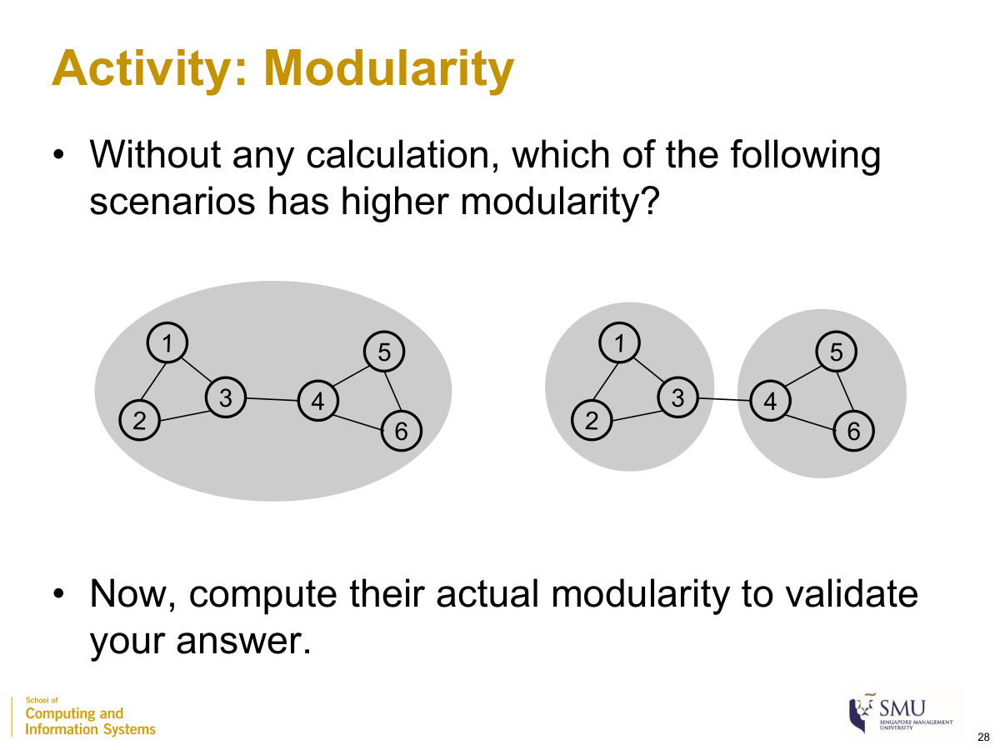 Activity: Modularity
• Without any calculation, which of the following
scenarios has higher modularity?
1
2
3
4
5
6
1
2
3
4
5
6
• Now, compute their actual modularity to validate
your answer.
School of
Computing and
Information Systems
SMU
SINGAPORE MANAGEMENT
UNIVERSITY
28